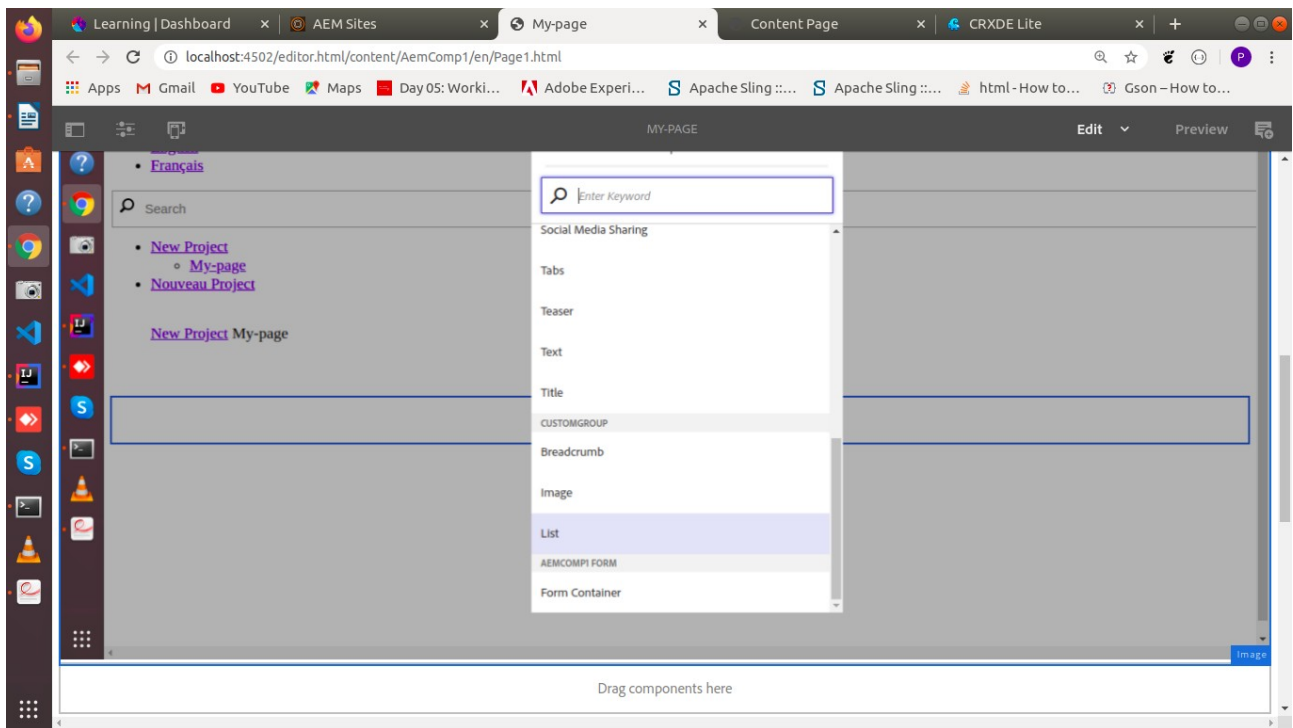 Learning | Dashboard
AEM Sites
My-page
Content Page
CRXDE Lite
localhost:4502/editor.html/content/AemComp1/en/Page1.html
P
Apps
Gmail
YouTube
Maps
Day 05: Worki...
Adobe Experi...
Apache Sling ::...
Apache Sling ::...
html - How to...
Gson – How to...
MY-PAGE
Edit
Preview
Français
Enter Keyword
Search
New Project
My-page
Nouveau Project
New Project My-page
Social Media Sharing
Tabs
Teaser
Text
Title
CUSTOMGROUP
Breadcrumb
Image
List
AEMCOMP1 FORM
Form Container
Image
Drag components here